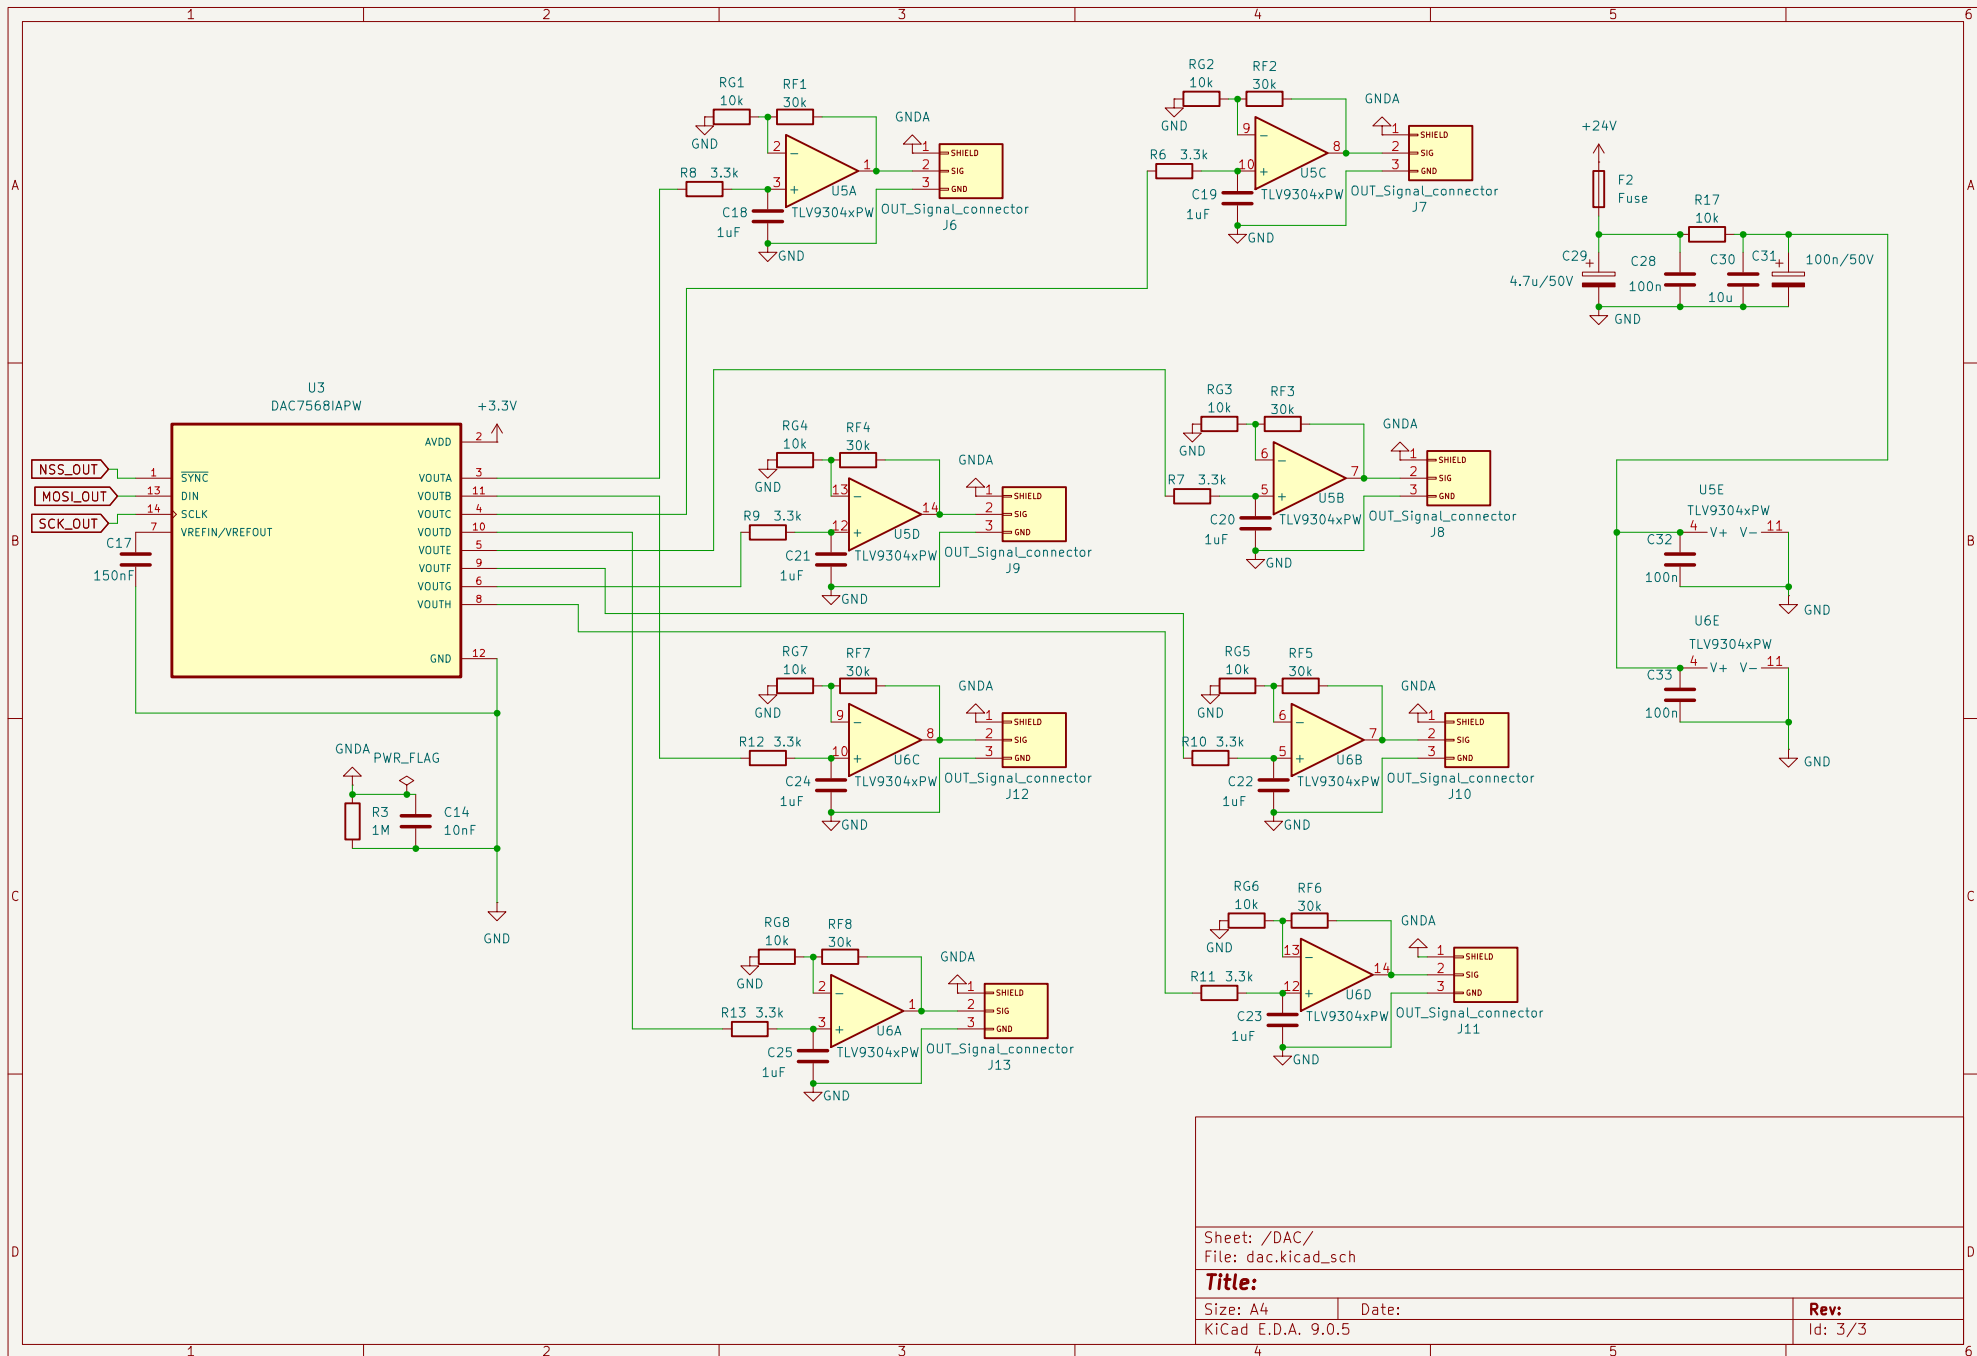 1 2 3 4 5 6
A
B
C
D
A
B
C
D
1 2 3 4 5 6
RG1
10k
RF1
30k
GND
R8 3.3k
2
3
1
U5A
TLV9304xPW
C18
1uF
GND
GNDA
1 SHIELD
2 SIG
3 GND
OUT_Signal_connector
J6
RG2
10k
RF2
30k
GND
R6 3.3k
9
10
8
U5C
TLV9304xPW
C19
1uF
GND
GNDA
1 SHIELD
2 SIG
3 GND
OUT_Signal_connector
J7
+24V
F2
Fuse
R17
10k
C29
4.7u/50V
C28
100n
C30
10u
C31
100n/50V
GND
U3
DAC7568IAPW
+3.3V
NSS_OUT
MOSI_OUT
SCK_OUT
1 SYNC
13 DIN
14 SCLK
7 VREFIN/VREFOUT
AVDD 2
VOUTA 3
VOUTB 11
VOUTC 4
VOUTD 10
VOUTE 5
VOUTF 9
VOUTG 6
VOUTH 8
GND 12
C17
150nF
GNDA
PWR_FLAG
R3
1M
C14
10nF
GND
RG4
10k
RF4
30k
GND
R9 3.3k
13
12
14
U5D
TLV9304xPW
C21
1uF
GND
GNDA
1 SHIELD
2 SIG
3 GND
OUT_Signal_connector
J9
RG3
10k
RF3
30k
GND
R7 3.3k
6
5
7
U5B
TLV9304xPW
C20
1uF
GND
GNDA
1 SHIELD
2 SIG
3 GND
OUT_Signal_connector
J8
U5E
TLV9304xPW
4 V+ V- 11
C32
100n
GND
U6E
TLV9304xPW
4 V+ V- 11
C33
100n
GND
RG7
10k
RF7
30k
GND
R12 3.3k
9
10
8
U6C
TLV9304xPW
C24
1uF
GND
GNDA
1 SHIELD
2 SIG
3 GND
OUT_Signal_connector
J12
RG5
10k
RF5
30k
GND
R10 3.3k
6
5
7
U6B
TLV9304xPW
C22
1uF
GND
GNDA
1 SHIELD
2 SIG
3 GND
OUT_Signal_connector
J10
RG8
10k
RF8
30k
GND
R13 3.3k
2
3
1
U6A
TLV9304xPW
C25
1uF
GND
GNDA
1 SHIELD
2 SIG
3 GND
OUT_Signal_connector
J13
RG6
10k
RF6
30k
GND
R11 3.3k
13
12
14
U6D
TLV9304xPW
C23
1uF
GND
GNDA
1 SHIELD
2 SIG
3 GND
OUT_Signal_connector
J11
Sheet: /DAC/
File: dac.kicad_sch
Title:
Size: A4 Date: Rev:
KiCad E.D.A. 9.0.5 Id: 3/3